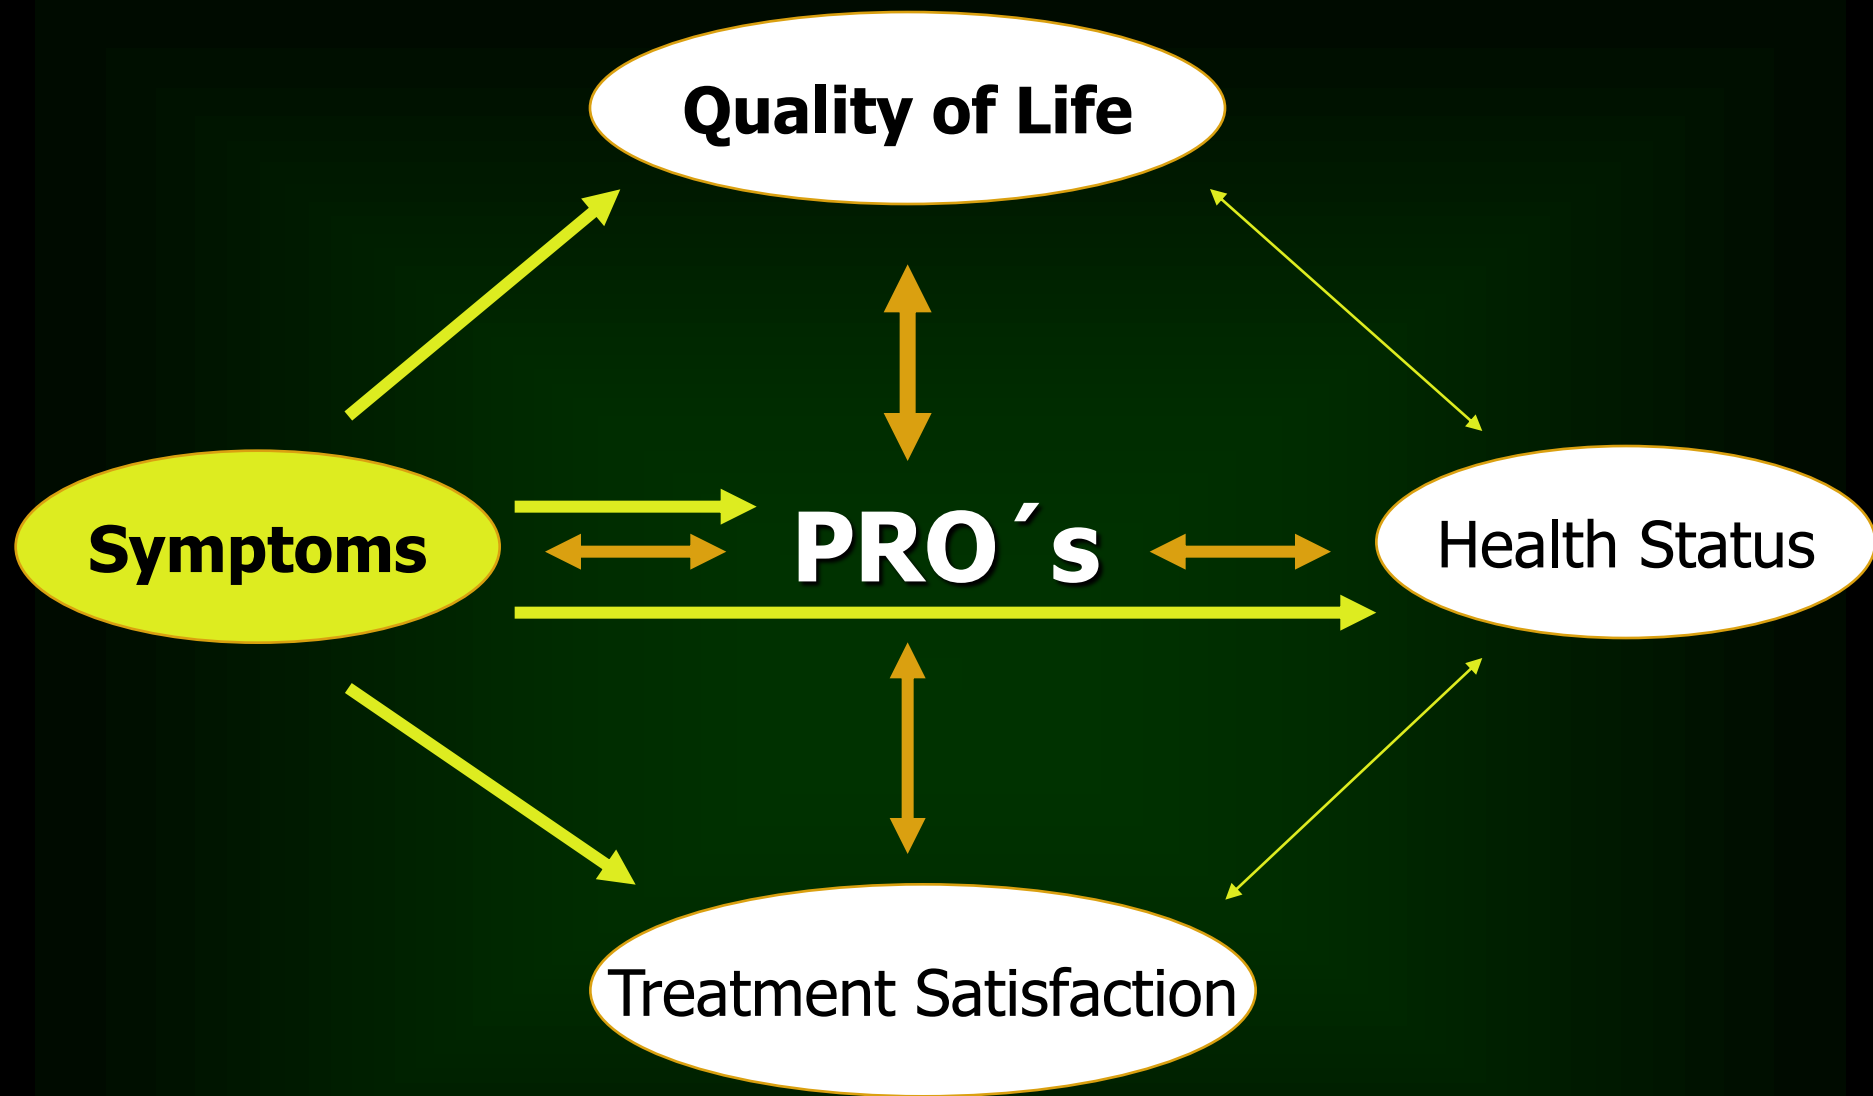 Quality of Life
Symptoms
PRO´s
Health Status
Treatment Satisfaction